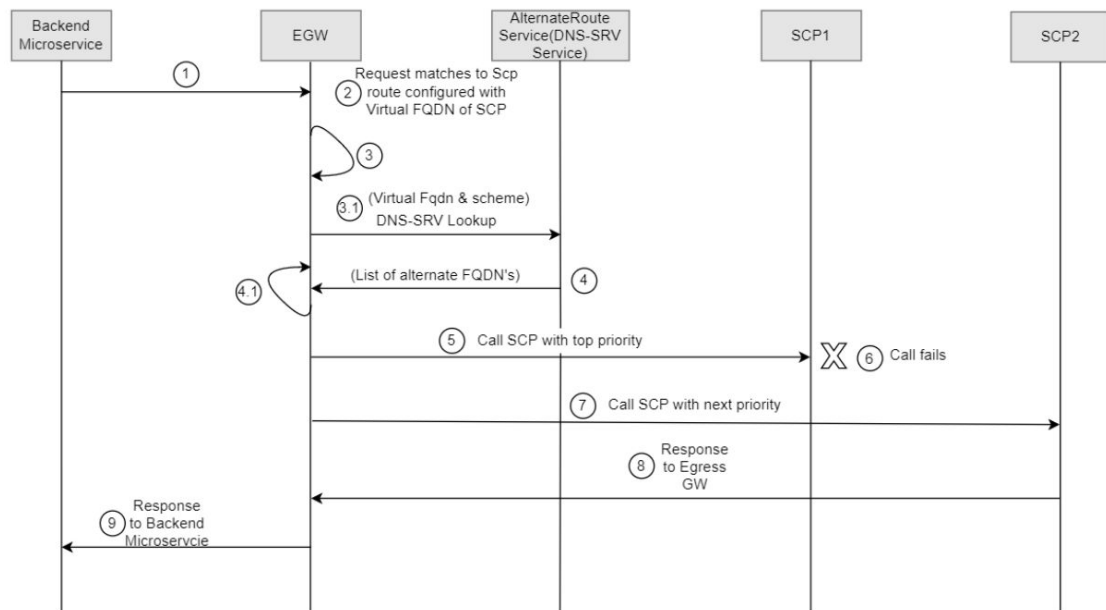 Backend
Microservice
EGW
AlternateRoute
Service(DNS-SRV
Service)
SCP1
SCP2
1
2
Request matches to Scp
route configured with
Virtual FQDN of SCP
3
(Virtual Fqdn & scheme)
3.1
DNS-SRV Lookup
(List of alternate FQDN's)
4
4.1
5 Call SCP with top priority
X
6 Call fails
7 Call SCP with next priority
8
Response
to Egress
GW
9
Response
to Backend
Microservcie